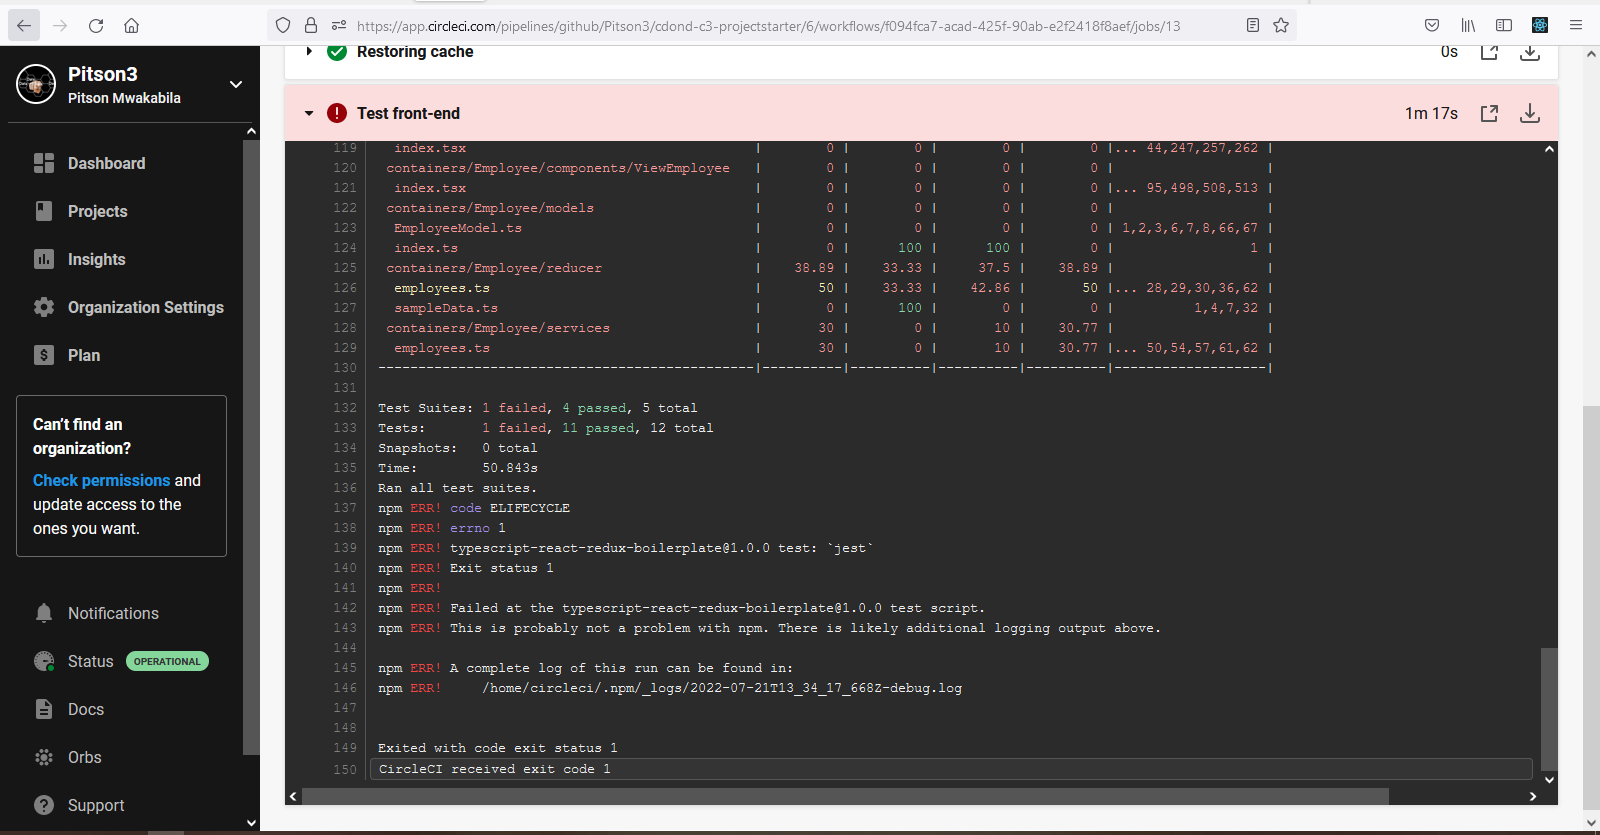 https://app.circleci.com/pipelines/github/Pitson3/cdond-c3-projectstarter/6/workflows/f094fca7-acad-425f-90ab-e2f2418f8aef/jobs/13
Pitson3
Pitson Mwakabila
Dashboard
Projects
Insights
Organization Settings
Plan
Can't find an
organization?
Check permissions and
update access to the
ones you want.
Notifications
Status OPERATIONAL
Docs
Orbs
Support
Restoring cache 0s
Test front-end 1m 17s
119 index.tsx | 0 | 0 | 0 | 0 |... 44,247,257,262 |
120 containers/Employee/components/ViewEmployee | 0 | 0 | 0 | 0 | |
121 index.tsx | 0 | 0 | 0 | 0 |... 95,498,508,513 |
122 containers/Employee/models | 0 | 0 | 0 | 0 | |
123 EmployeeModel.ts | 0 | 0 | 0 | 0 | 1,2,3,6,7,8,66,67 |
124 index.ts | 0 | 100 | 100 | 0 | 1 |
125 containers/Employee/reducer | 38.89 | 33.33 | 37.5 | 38.89 | |
126 employees.ts | 50 | 33.33 | 42.86 | 50 |... 28,29,30,36,62 |
127 sampleData.ts | 0 | 100 | 0 | 0 | 1,4,7,32 |
128 containers/Employee/services | 30 | 0 | 10 | 30.77 | |
129 employees.ts | 30 | 0 | 10 | 30.77 |... 50,54,57,61,62 |
130 -----------------------------------------------|----------|----------|----------|----------|-------------------|
131
132 Test Suites: 1 failed, 4 passed, 5 total
133 Tests: 1 failed, 11 passed, 12 total
134 Snapshots: 0 total
135 Time: 50.843s
136 Ran all test suites.
137 npm ERR! code ELIFECYCLE
138 npm ERR! errno 1
139 npm ERR! typescript-react-redux-boilerplate@1.0.0 test: `jest`
140 npm ERR! Exit status 1
141 npm ERR!
142 npm ERR! Failed at the typescript-react-redux-boilerplate@1.0.0 test script.
143 npm ERR! This is probably not a problem with npm. There is likely additional logging output above.
144
145 npm ERR! A complete log of this run can be found in:
146 npm ERR! /home/circleci/.npm/_logs/2022-07-21T13_34_17_668Z-debug.log
147
148
149 Exited with code exit status 1
150 CircleCI received exit code 1